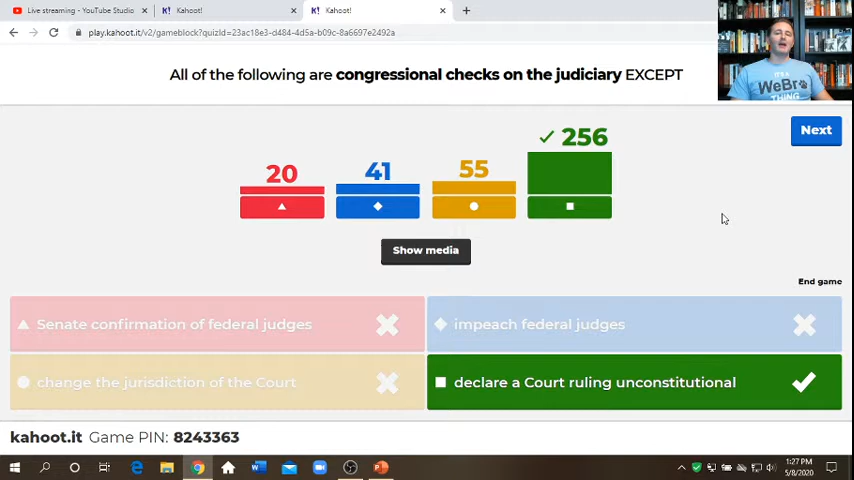 Live streaming - YouTube Studio
Kahoot!
Kahoot!
play.kahoot.it/v2/gameblock?quizId=23ac18e3-d484-4d5a-b09c-8a6697e2492a
All of the following are congressional checks on the judiciary EXCEPT
IT'S A
WeBro
THING
Next
20
41
55
256
Show media
End game
Senate confirmation of federal judges
impeach federal judges
change the jurisdiction of the Court
declare a Court ruling unconstitutional
kahoot.it Game PIN: 8243363
1:27 PM
5/8/2020